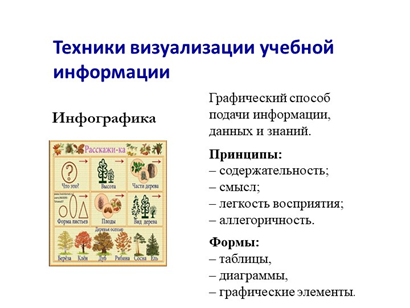 Техники визуализации учебной
информации
Инфографика
Графический способ
подачи информации,
данных и знаний.
Принципы:
– содержательность;
– смысл;
– легкость восприятия;
– аллегоричность.
Формы:
– таблицы,
– диаграммы,
– графические элементы.
Расскажи-ка
Что это? Высота Части дерева
Форма листьев Плоды Вид дерева
Берёза Клён Дуб Рябина Сосна Ель